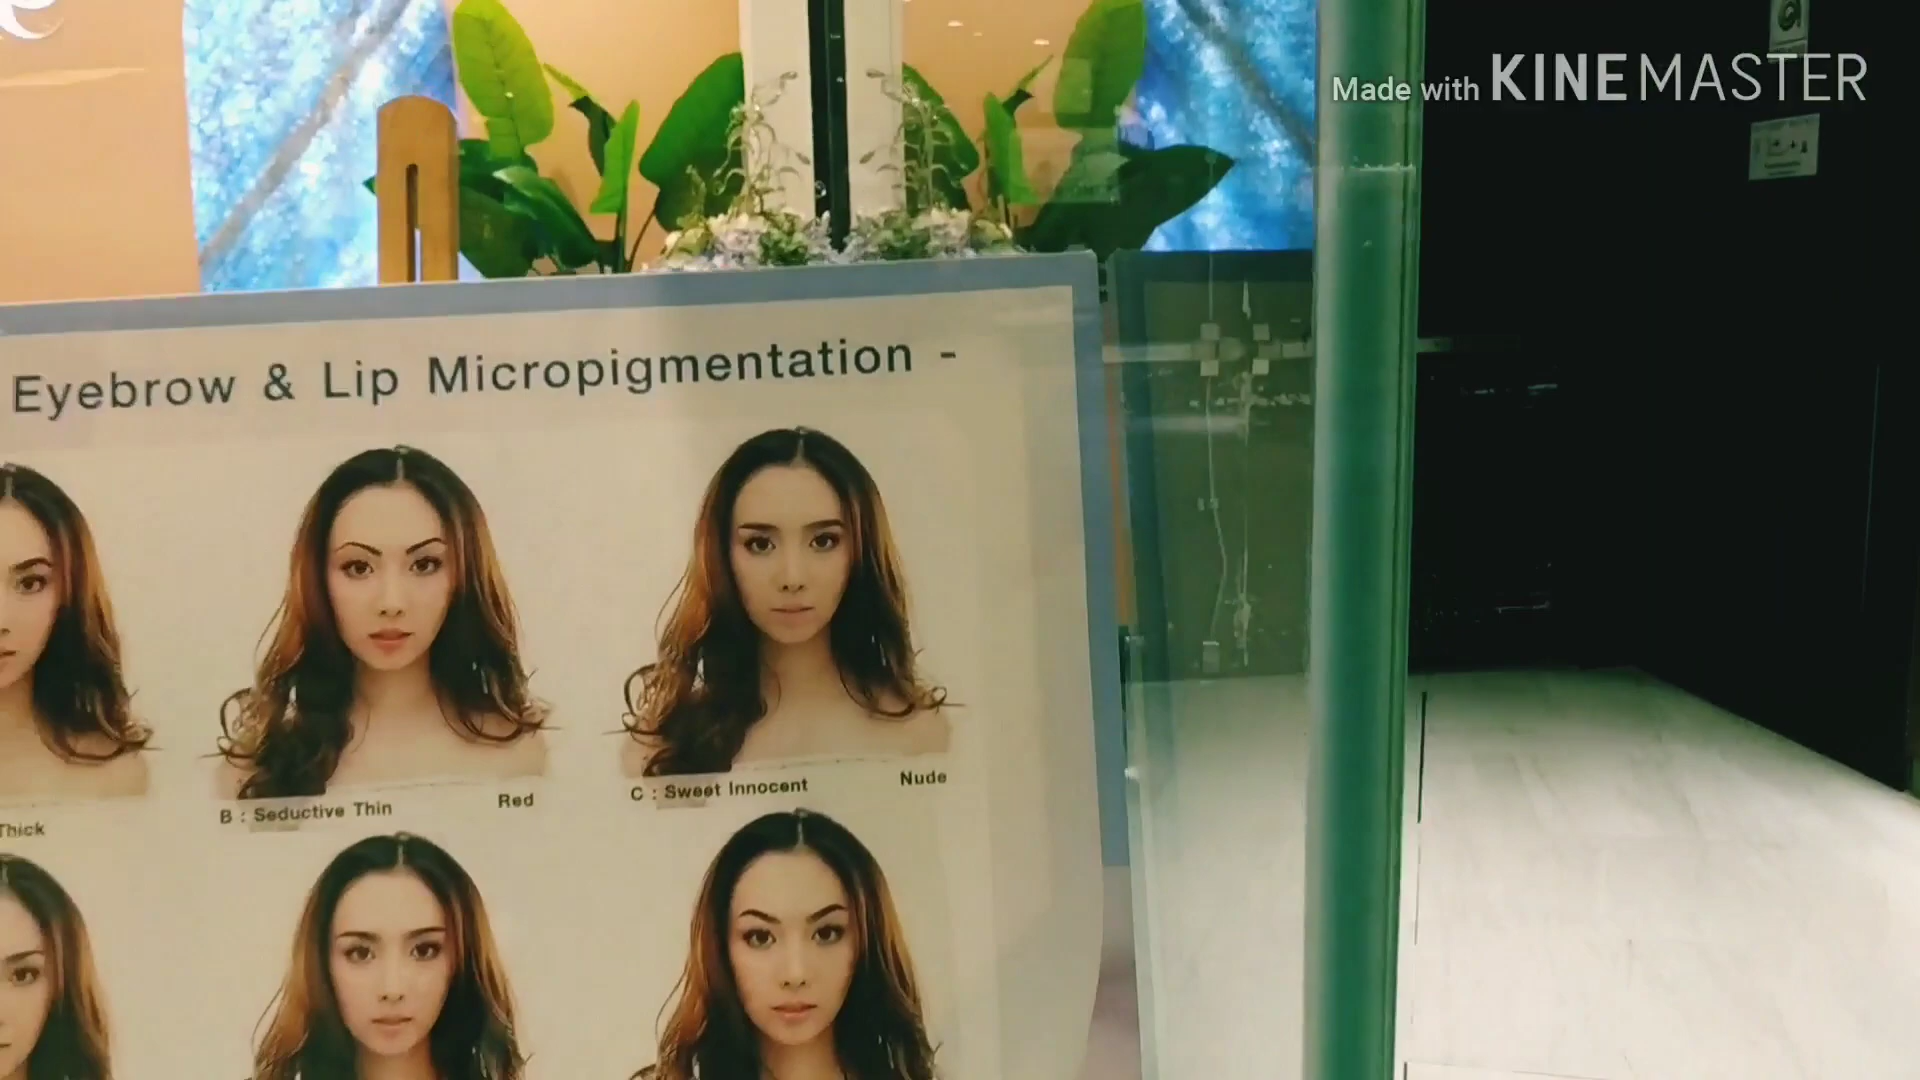 Made with KINEMASTER
Eyebrow & Lip Micropigmentation -
Thick
B : Seductive Thin Red
C : Sweet Innocent Nude